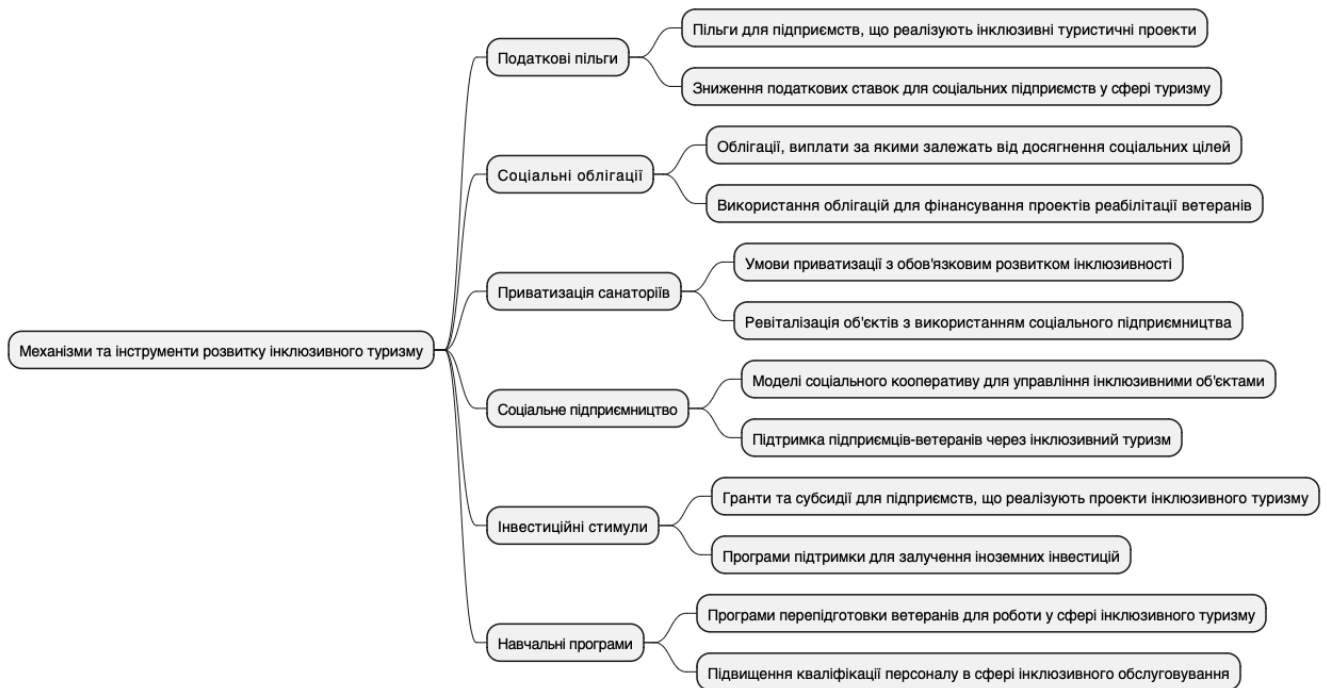 Механізми та інструменти розвитку інклюзивного туризму
Податкові пільги
Пільги для підприємств, що реалізують інклюзивні туристичні проекти
Зниження податкових ставок для соціальних підприємств у сфері туризму
Соціальні облігації
Облігації, виплати за якими залежать від досягнення соціальних цілей
Використання облігацій для фінансування проектів реабілітації ветеранів
Приватизація санаторіїв
Умови приватизації з обов'язковим розвитком інклюзивності
Ревіталізація об'єктів з використанням соціального підприємництва
Соціальне підприємництво
Моделі соціального кооперативу для управління інклюзивними об'єктами
Підтримка підприємців-ветеранів через інклюзивний туризм
Інвестиційні стимули
Гранти та субсидії для підприємств, що реалізують проекти інклюзивного туризму
Програми підтримки для залучення іноземних інвестицій
Навчальні програми
Програми перепідготовки ветеранів для роботи у сфері інклюзивного туризму
Підвищення кваліфікації персоналу в сфері інклюзивного обслуговування